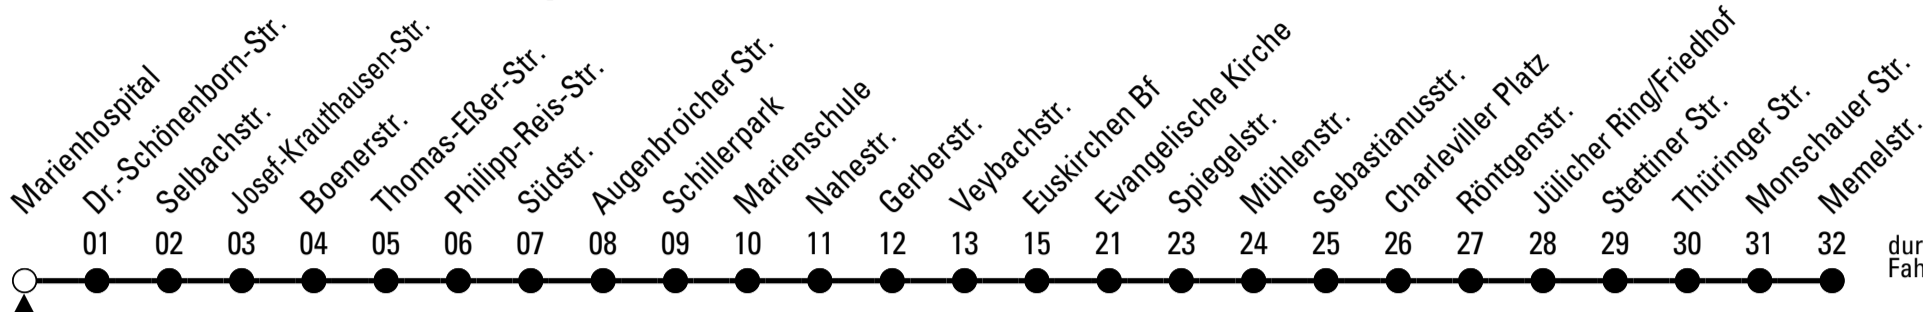 Marienhospital
Dr.-Schönenborn-Str.
Selbachstr.
Josef-Krauthausen-Str.
Boenerstr.
Thomas-Eßer-Str.
Philipp-Reis-Str.
Südstr.
Augenbroicher Str.
Schillerpark
Marienschule
Nahestr.
Gerberstr.
Veybachstr.
Euskirchen Bf
Evangelische Kirche
Spiegelstr.
Mühlenstr.
Sebastianusstr.
Charleviller Platz
Röntgenstr.
Jülicher Ring/Friedhof
Stettiner Str.
Thüringer Str.
Monschauer Str.
Memelstr.
01 02 03 04 05 06 07 08 09 10 11 12 13 15 21 23 24 25 26 27 28 29 30 31 32 dur
Fah